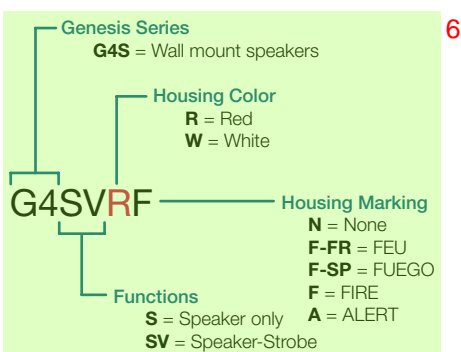 Genesis Series
G4S = Wall mount speakers
6
Housing Color
R = Red
W = White
G4SVRF
Housing Marking
N = None
F-FR = FEU
F-SP = FUEGO
F = FIRE
A = ALERT
Functions
S = Speaker only
SV = Speaker-Strobe